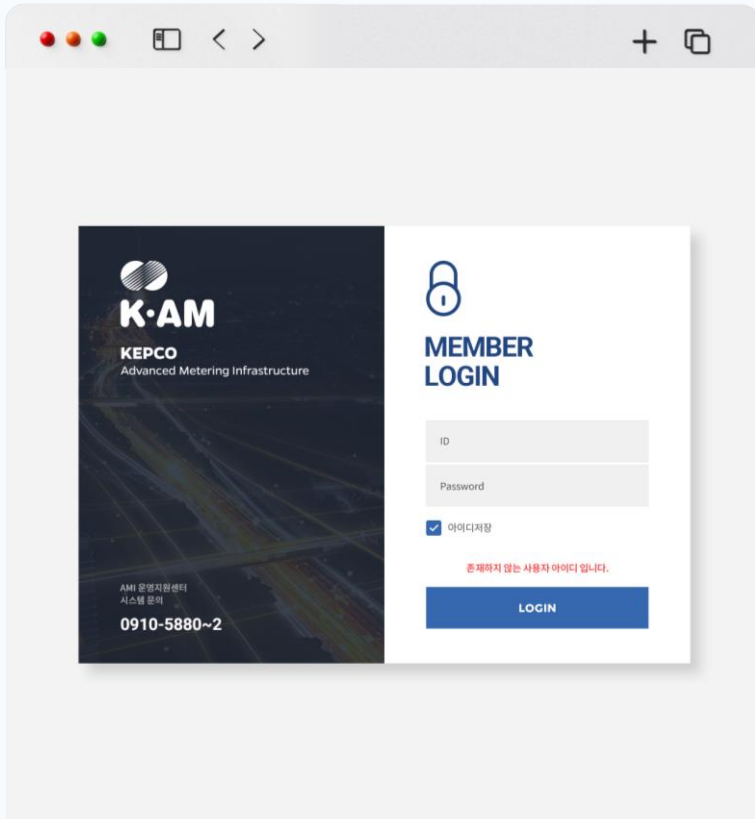 K·AM
KEPCO
Advanced Metering Infrastructure
AMI 운영지원센터
시스템 문의
0910-5880~2
MEMBER
LOGIN
ID
Password
아이디저장
존재하지 않는 사용자 아이디 입니다.
LOGIN